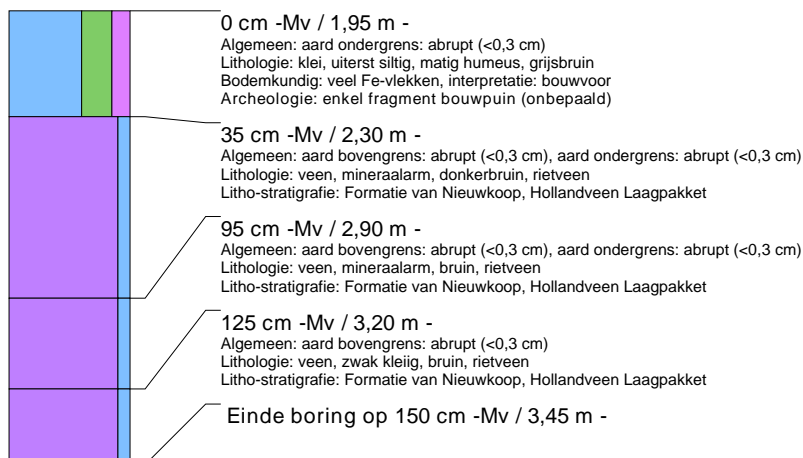 0 cm -Mv / 1,95 m -
Algemeen: aard ondergrens: abrupt (<0,3 cm)
Lithologie: klei, uiterst siltig, matig humeus, grijsbruin
Bodemkundig: veel Fe-vlekken, interpretatie: bouwvoor
Archeologie: enkel fragment bouwpuin (onbepaald)
35 cm -Mv / 2,30 m -
Algemeen: aard bovengrens: abrupt (<0,3 cm), aard ondergrens: abrupt (<0,3 cm)
Lithologie: veen, mineraalarm, donkerbruin, rietveen
Litho-stratigrafie: Formatie van Nieuwkoop, Hollandveen Laagpakket
95 cm -Mv / 2,90 m -
Algemeen: aard bovengrens: abrupt (<0,3 cm), aard ondergrens: abrupt (<0,3 cm)
Lithologie: veen, mineraalarm, bruin, rietveen
Litho-stratigrafie: Formatie van Nieuwkoop, Hollandveen Laagpakket
125 cm -Mv / 3,20 m -
Algemeen: aard bovengrens: abrupt (<0,3 cm)
Lithologie: veen, zwak kleiig, bruin, rietveen
Litho-stratigrafie: Formatie van Nieuwkoop, Hollandveen Laagpakket
Einde boring op 150 cm -Mv / 3,45 m -